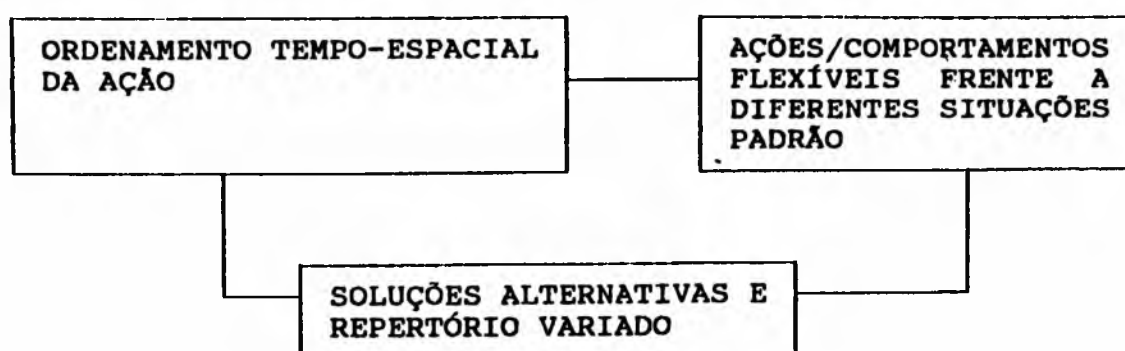 ORDENAMENTO TEMPO-ESPACIAL
DA AÇÃO
AÇÕES/COMPORTAMENTOS
FLEXÍVEIS FRENTE A
DIFERENTES SITUAÇÕES
PADRÃO
SOLUÇÕES ALTERNATIVAS E
REPERTÓRIO VARIADO